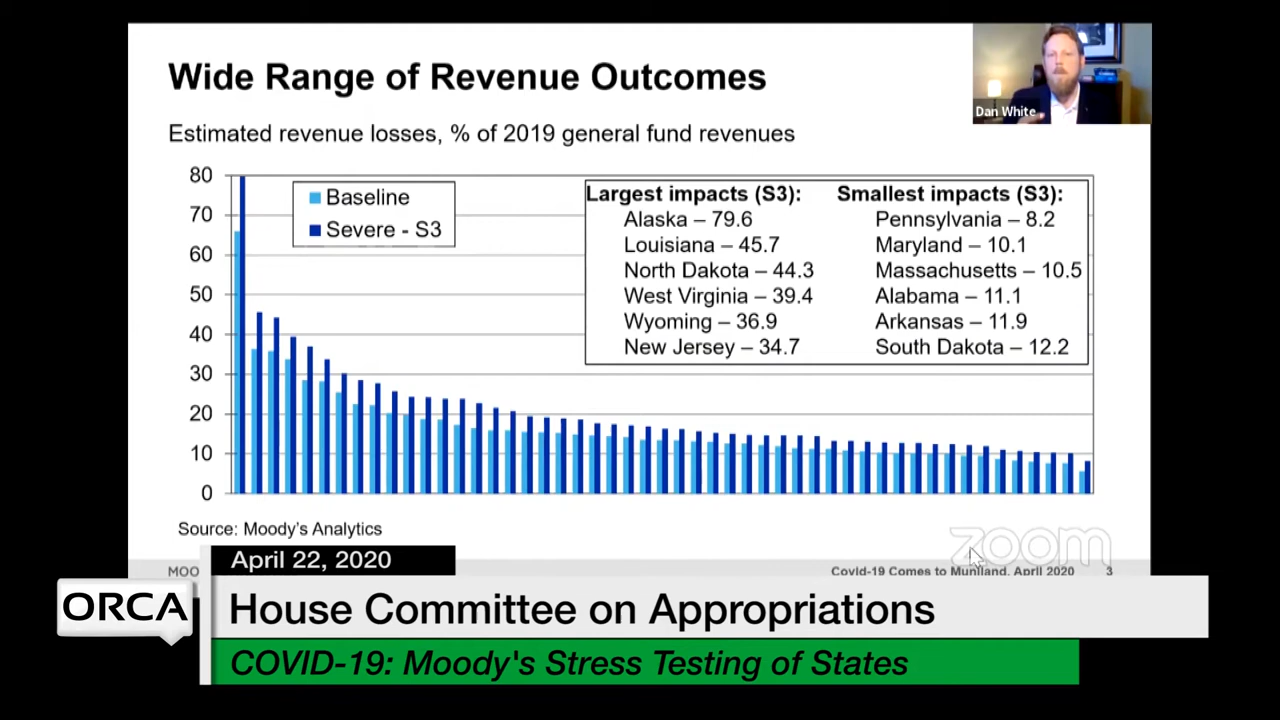 Wide Range of Revenue Outcomes
Dan White
Estimated revenue losses, % of 2019 general fund revenues
80
70
60
50
40
30
20
10
0
Baseline
Severe - S3
Largest impacts (S3):
Alaska – 79.6
Louisiana – 45.7
North Dakota – 44.3
West Virginia – 39.4
Wyoming – 36.9
New Jersey – 34.7
Smallest impacts (S3):
Pennsylvania – 8.2
Maryland – 10.1
Massachusetts – 10.5
Alabama – 11.1
Arkansas – 11.9
South Dakota – 12.2
Source: Moody's Analytics
zoom
MOO
Covid-19 Comes to Muniland, April 2020 3
April 22, 2020
ORCA
House Committee on Appropriations
COVID-19: Moody's Stress Testing of States